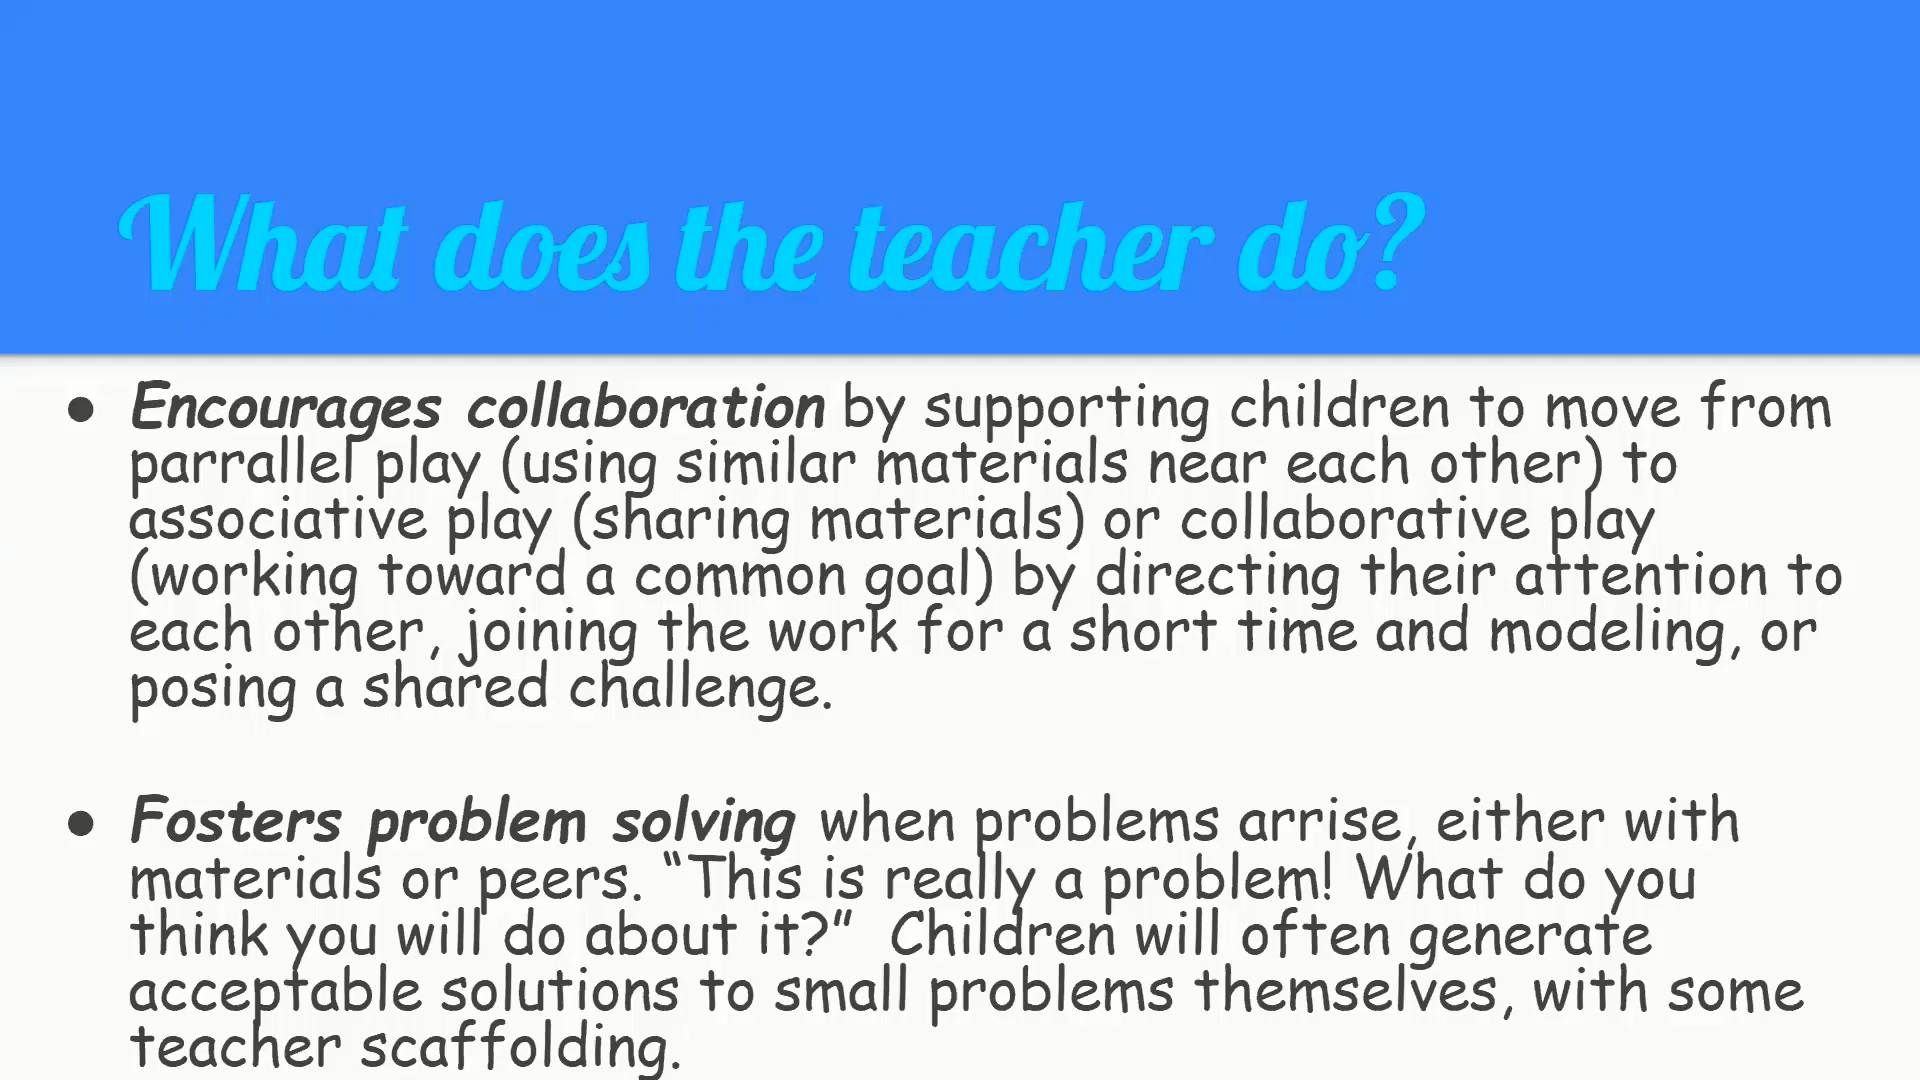 What does the teacher do?
● Encourages collaboration by supporting children to move from
parrallel play (using similar materials near each other) to
associative play (sharing materials) or collaborative play
(working toward a common goal) by directing their attention to
each other, joining the work for a short time and modeling, or
posing a shared challenge.
● Fosters problem solving when problems arrise, either with
materials or peers. “This is really a problem! What do you
think you will do about it?” Children will often generate
acceptable solutions to small problems themselves, with some
teacher scaffolding.